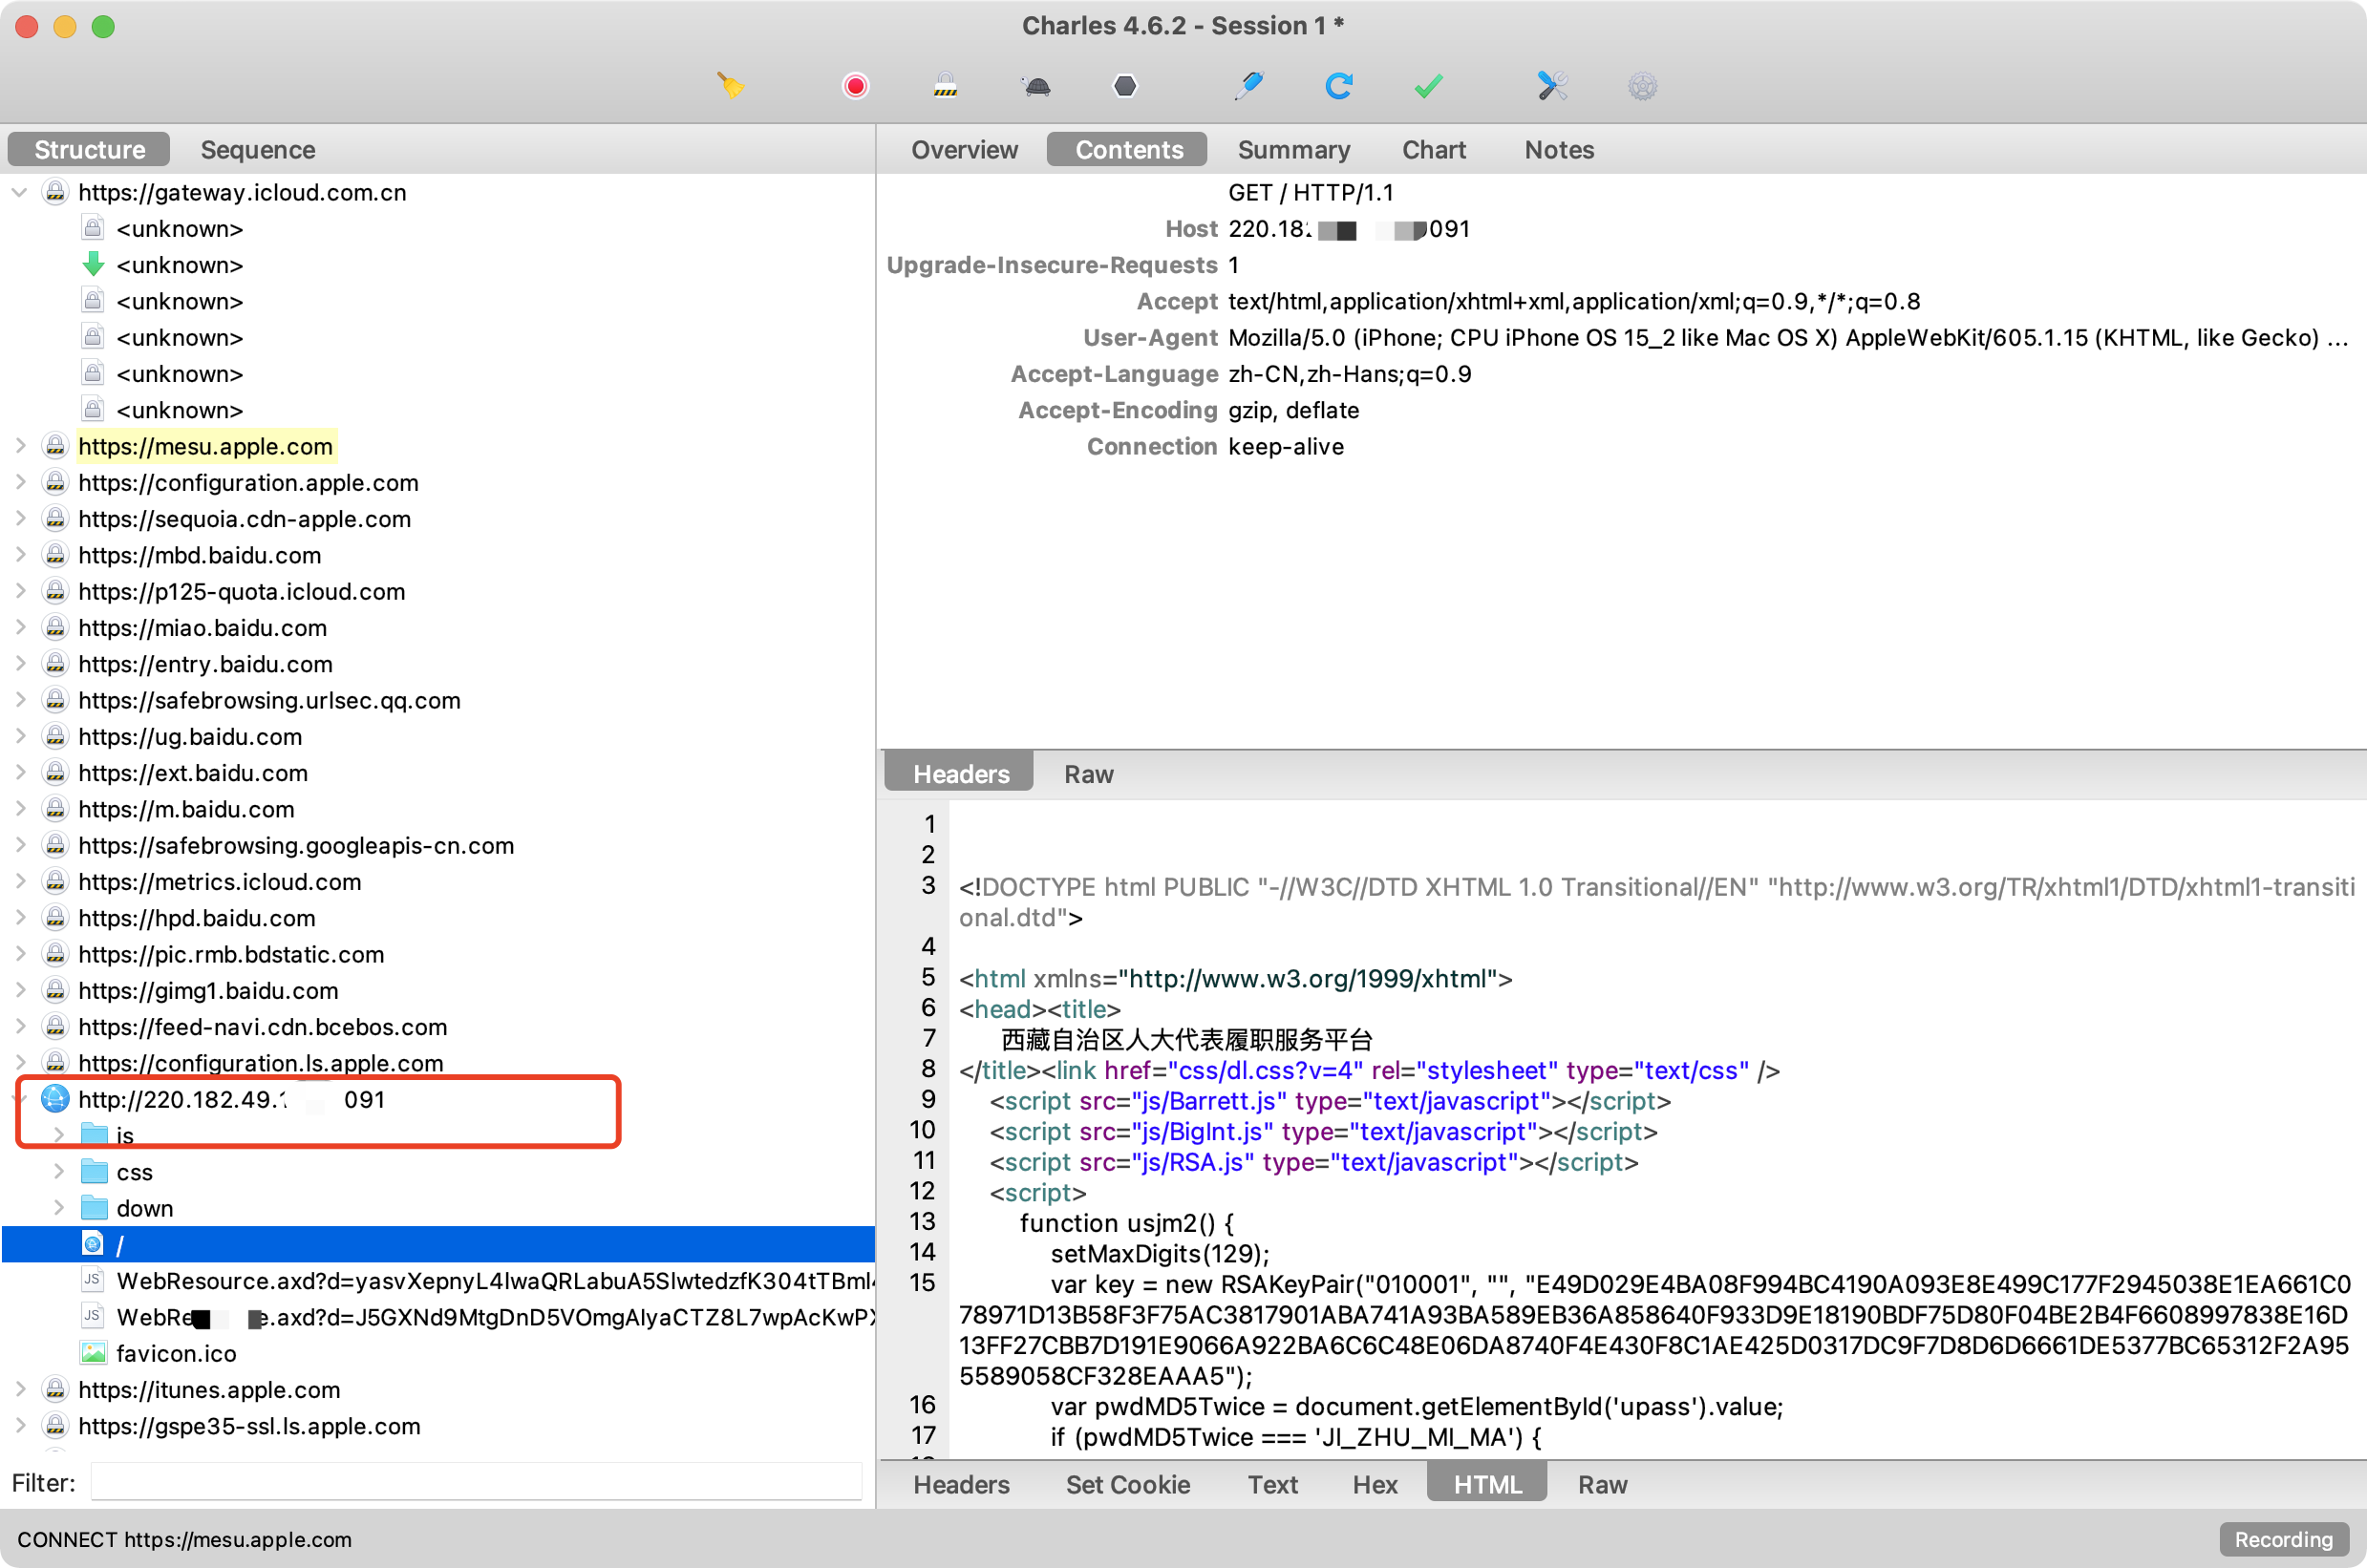 Charles 4.6.2 - Session 1 *
Structure
Sequence
https://gateway.icloud.com.cn
<unknown>
<unknown>
<unknown>
<unknown>
<unknown>
<unknown>
https://mesu.apple.com
https://configuration.apple.com
https://sequoia.cdn-apple.com
https://mbd.baidu.com
https://p125-quota.icloud.com
https://miao.baidu.com
https://entry.baidu.com
https://safebrowsing.urlsec.qq.com
https://ug.baidu.com
https://ext.baidu.com
https://m.baidu.com
https://safebrowsing.googleapis-cn.com
https://metrics.icloud.com
https://hpd.baidu.com
https://pic.rmb.bdstatic.com
https://gimg1.baidu.com
https://feed-navi.cdn.bcebos.com
https://configuration.ls.apple.com
http://220.182.49. 091
js
css
down
/
WebResource.axd?d=yasvXepnyL4lwaQRLabuA5SlwtedzfK304tTBml
WebRe e.axd?d=J5GXNd9MtgDnD5VOmgAlyaCTZ8L7wpAcKwP
favicon.ico
https://itunes.apple.com
https://gspe35-ssl.ls.apple.com
Filter:
CONNECT https://mesu.apple.com
Overview
Contents
Summary
Chart
Notes
GET / HTTP/1.1
Host 220.18 091
Upgrade-Insecure-Requests 1
Accept text/html,application/xhtml+xml,application/xml;q=0.9,*/*;q=0.8
User-Agent Mozilla/5.0 (iPhone; CPU iPhone OS 15_2 like Mac OS X) AppleWebKit/605.1.15 (KHTML, like Gecko) ...
Accept-Language zh-CN,zh-Hans;q=0.9
Accept-Encoding gzip, deflate
Connection keep-alive
Headers
Raw
1
2
3 <!DOCTYPE html PUBLIC "-//W3C//DTD XHTML 1.0 Transitional//EN" "http://www.w3.org/TR/xhtml1/DTD/xhtml1-transiti
onal.dtd">
4
5 <html xmlns="http://www.w3.org/1999/xhtml">
6 <head><title>
7 西藏自治区人大代表履职服务平台
8 </title><link href="css/dl.css?v=4" rel="stylesheet" type="text/css" />
9 <script src="js/Barrett.js" type="text/javascript"></script>
10 <script src="js/BigInt.js" type="text/javascript"></script>
11 <script src="js/RSA.js" type="text/javascript"></script>
12 <script>
13 function usjm2() {
14 setMaxDigits(129);
15 var key = new RSAKeyPair("010001", "", "E49D029E4BA08F994BC4190A093E8E499C177F2945038E1EA661C0
78971D13B58F3F75AC3817901ABA741A93BA589EB36A858640F933D9E18190BDF75D80F04BE2B4F6608997838E16D
13FF27CBB7D191E9066A922BA6C6C48E06DA8740F4E430F8C1AE425D0317DC9F7D8D6D6661DE5377BC65312F2A95
5589058CF328EAAA5");
16 var pwdMD5Twice = document.getElementById('upass').value;
17 if (pwdMD5Twice === 'JI_ZHU_MI_MA') {
Headers
Set Cookie
Text
Hex
HTML
Raw
Recording